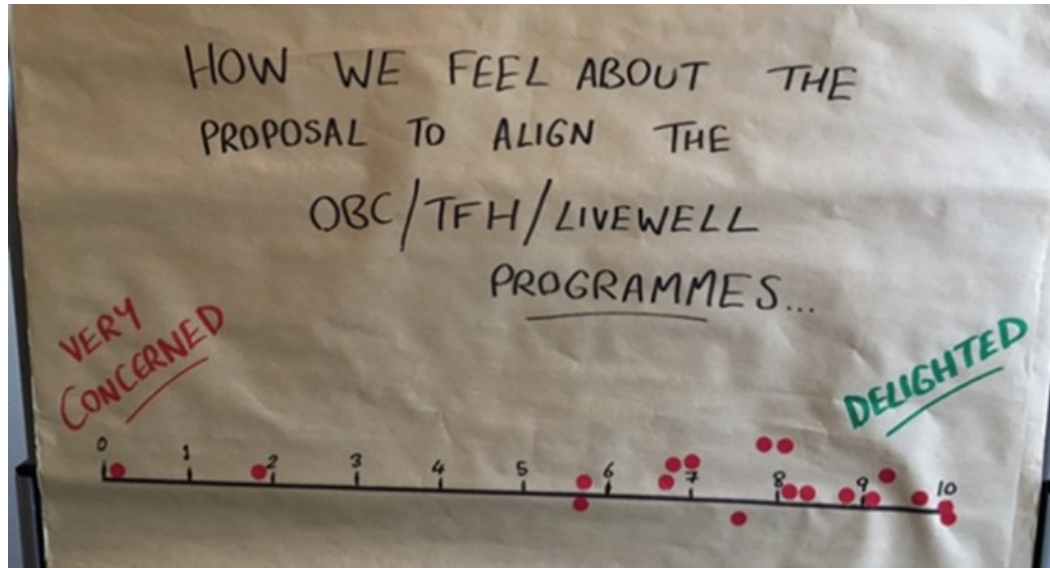 HOW WE FEEL ABOUT THE
PROPOSAL TO ALIGN THE
OBC/TFH/LIVEWELL
PROGRAMMES...
VERY
CONCERNED
DELIGHTED
0 1 2 3 4 5 6 7 8 9 10